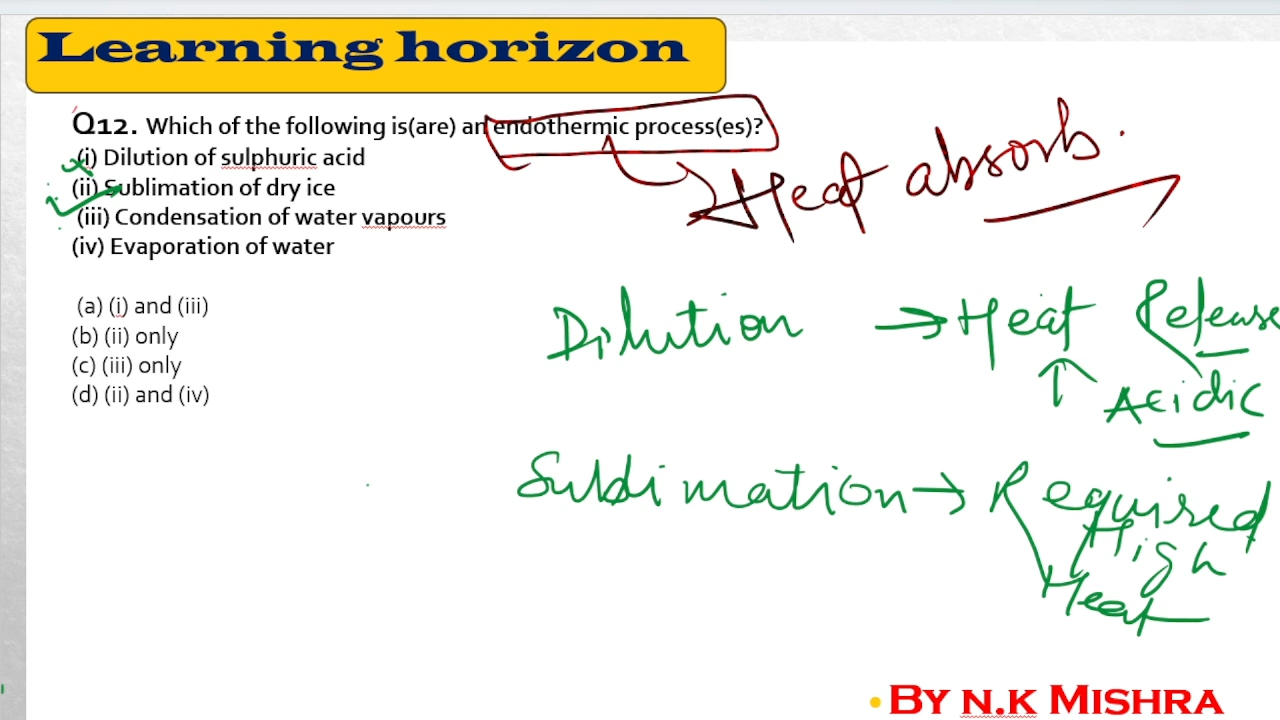 Learning horizon
Q12. Which of the following is(are) an endothermic process(es)?
(i) Dilution of sulphuric acid
(ii) Sublimation of dry ice
(iii) Condensation of water vapours
(iv) Evaporation of water
(a) (i) and (iii)
(b) (ii) only
(c) (iii) only
(d) (ii) and (iv)
Heat absorb.
Dilution → Heat Release
Acidic
Sublimation → Required
High
Heat
• BY N.K MISHRA